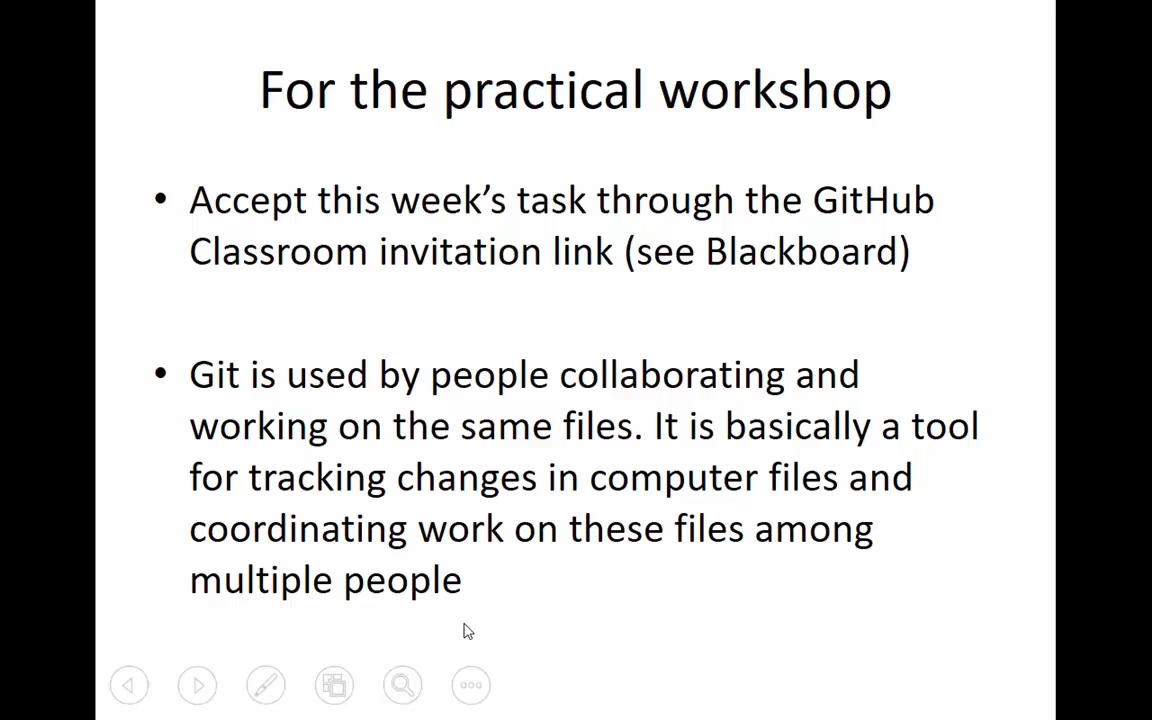 For the practical workshop
• Accept this week’s task through the GitHub
Classroom invitation link (see Blackboard)
• Git is used by people collaborating and
working on the same files. It is basically a tool
for tracking changes in computer files and
coordinating work on these files among
multiple people